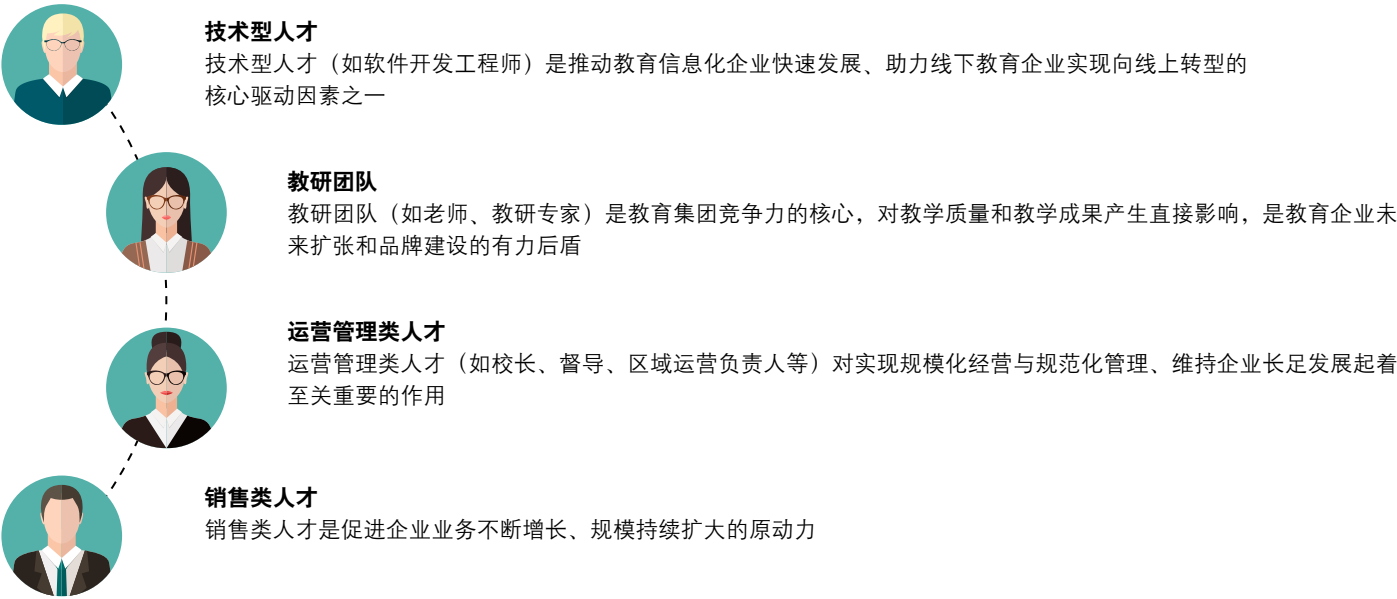 技术型人才
技术型人才（如软件开发工程师）是推动教育信息化企业快速发展、助力线下教育企业实现向线上转型的
核心驱动因素之一
教研团队
教研团队（如老师、教研专家）是教育集团竞争力的核心，对教学质量和教学成果产生直接影响，是教育企业未
来扩张和品牌建设的有力后盾
运营管理类人才
运营管理类人才（如校长、督导、区域运营负责人等）对实现规模化经营与规范化管理、维持企业长足发展起着
至关重要的作用
销售类人才
销售类人才是促进企业业务不断增长、规模持续扩大的原动力